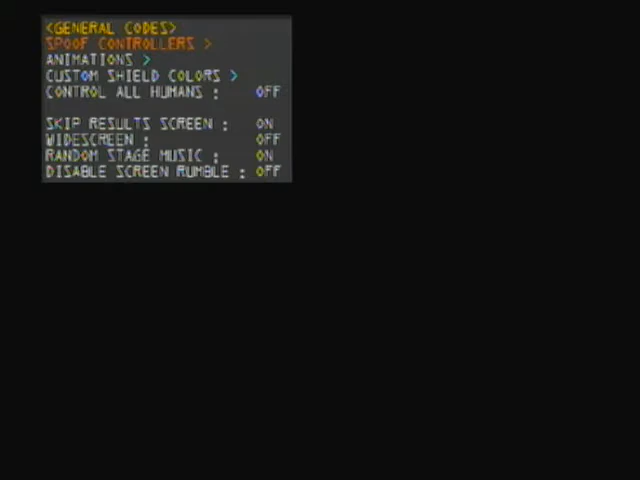 <GENERAL CODES>
SPOOF CONTROLLERS >
ANIMATIONS >
CUSTOM SHIELD COLORS >
CONTROL ALL HUMANS : OFF
SKIP RESULTS SCREEN : ON
WIDESCREEN : OFF
RANDOM STAGE MUSIC : ON
DISABLE SCREEN RUMBLE : OFF